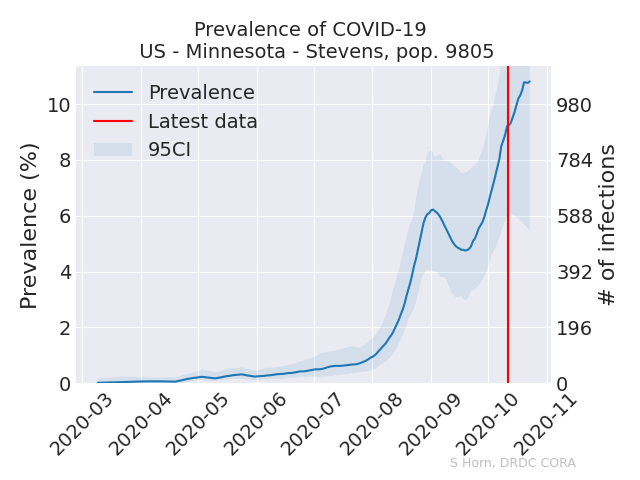 Prevalence of COVID-19
US - Minnesota - Stevens, pop. 9805
Prevalence
Latest data
95CI
Prevalence (%)
10
8
6
4
2
0
# of infections
980
784
588
392
196
0
2020-03
2020-04
2020-05
2020-06
2020-07
2020-08
2020-09
2020-10
2020-11
S Horn, DRDC CORA